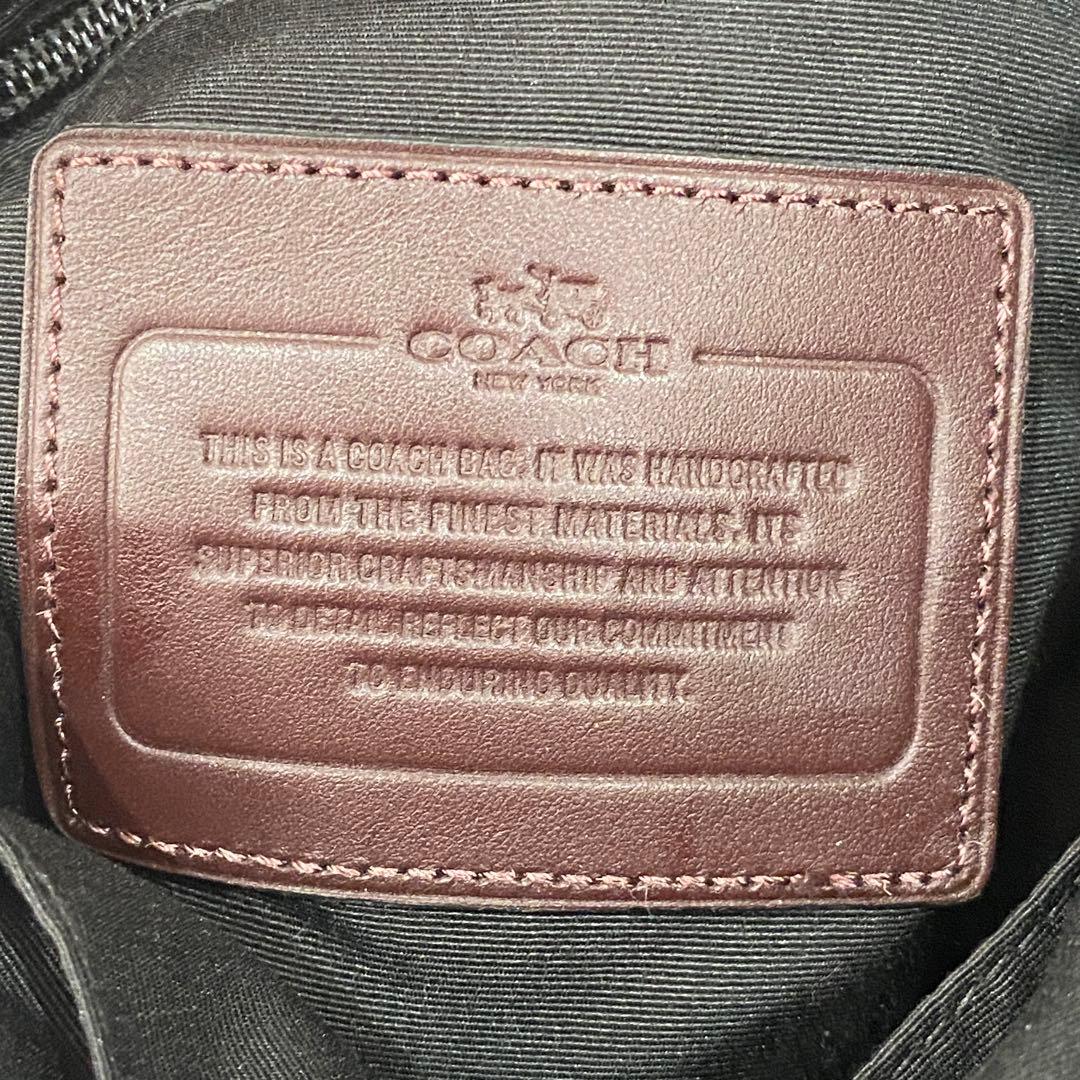 COACH
NEW YORK
THIS IS A COACH BAG. IT WAS HANDCRAFTED
FROM THE FINEST MATERIALS. ITS
SUPERIOR CRAFTSMANSHIP AND ATTENTION
TO DETAIL REFLECT OUR COMMITMENT
TO ENDURING QUALITY.